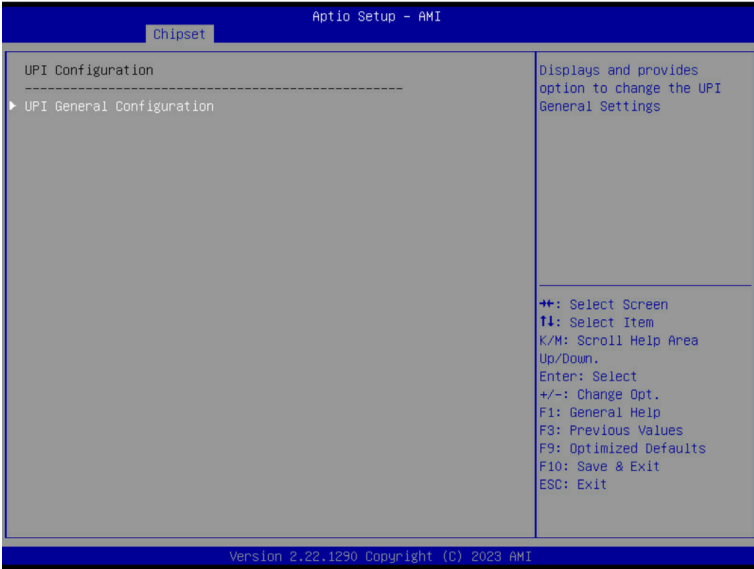 Aptio Setup – AMI
Chipset
UPI Configuration
--------------------------------------------------
▶ UPI General Configuration
Displays and provides
option to change the UPI
General Settings
→←: Select Screen
↑↓: Select Item
K/M: Scroll Help Area
Up/Down.
Enter: Select
+/-: Change Opt.
F1: General Help
F3: Previous Values
F9: Optimized Defaults
F10: Save & Exit
ESC: Exit
Version 2.22.1290 Copyright (C) 2023 AMI